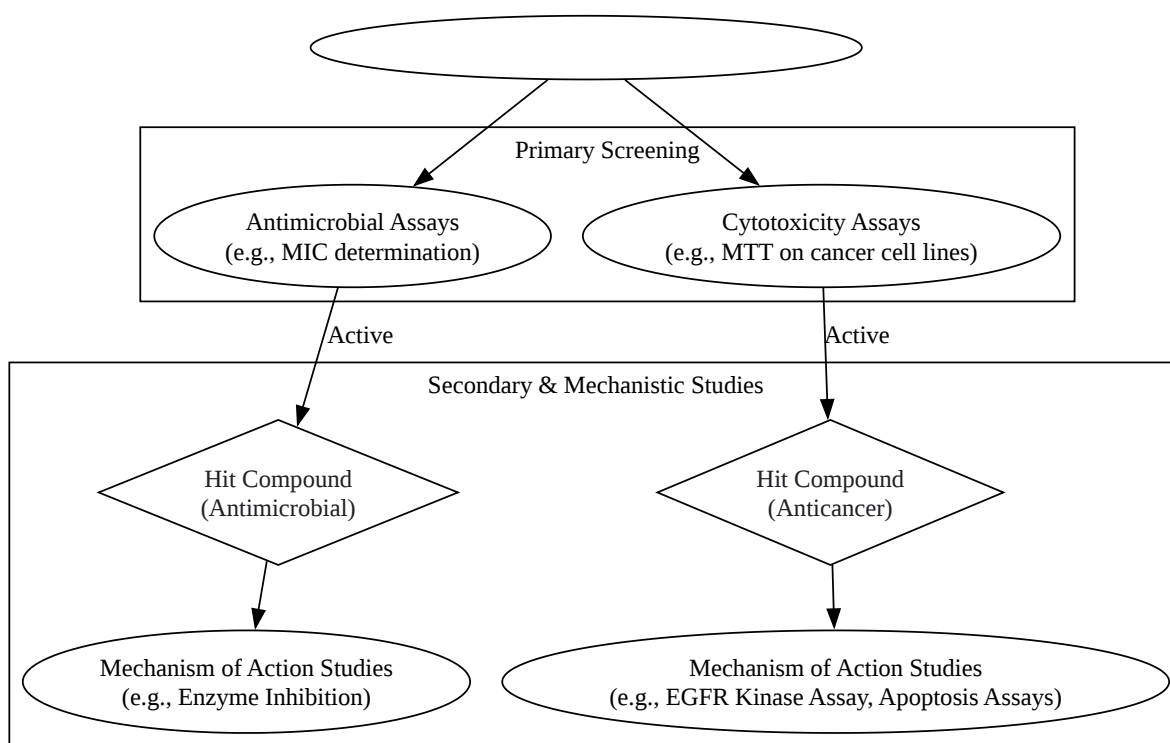 Primary Screening
Antimicrobial Assays
(e.g., MIC determination)
Cytotoxicity Assays
(e.g., MTT on cancer cell lines)
Active
Active
Secondary & Mechanistic Studies
Hit Compound
(Antimicrobial)
Hit Compound
(Anticancer)
Mechanism of Action Studies
(e.g., Enzyme Inhibition)
Mechanism of Action Studies
(e.g., EGFR Kinase Assay, Apoptosis Assays)